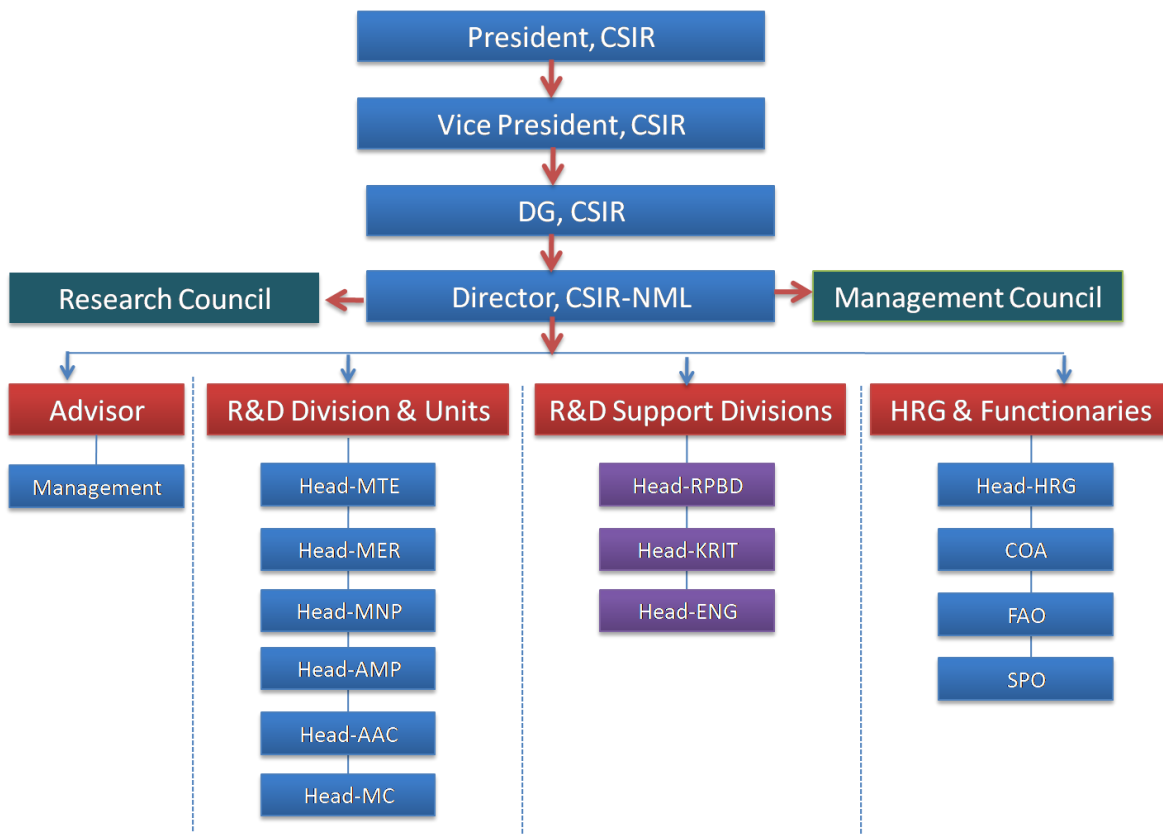 President, CSIR
Vice President, CSIR
DG, CSIR
Research Council
Director, CSIR-NML
Management Council
Advisor
R&D Division & Units
R&D Support Divisions
HRG & Functionaries
Management
Head-MTE
Head-RPBD
Head-HRG
Head-MER
Head-KRIT
COA
Head-MNP
Head-ENG
FAO
Head-AMP
SPO
Head-AAC
Head-MC